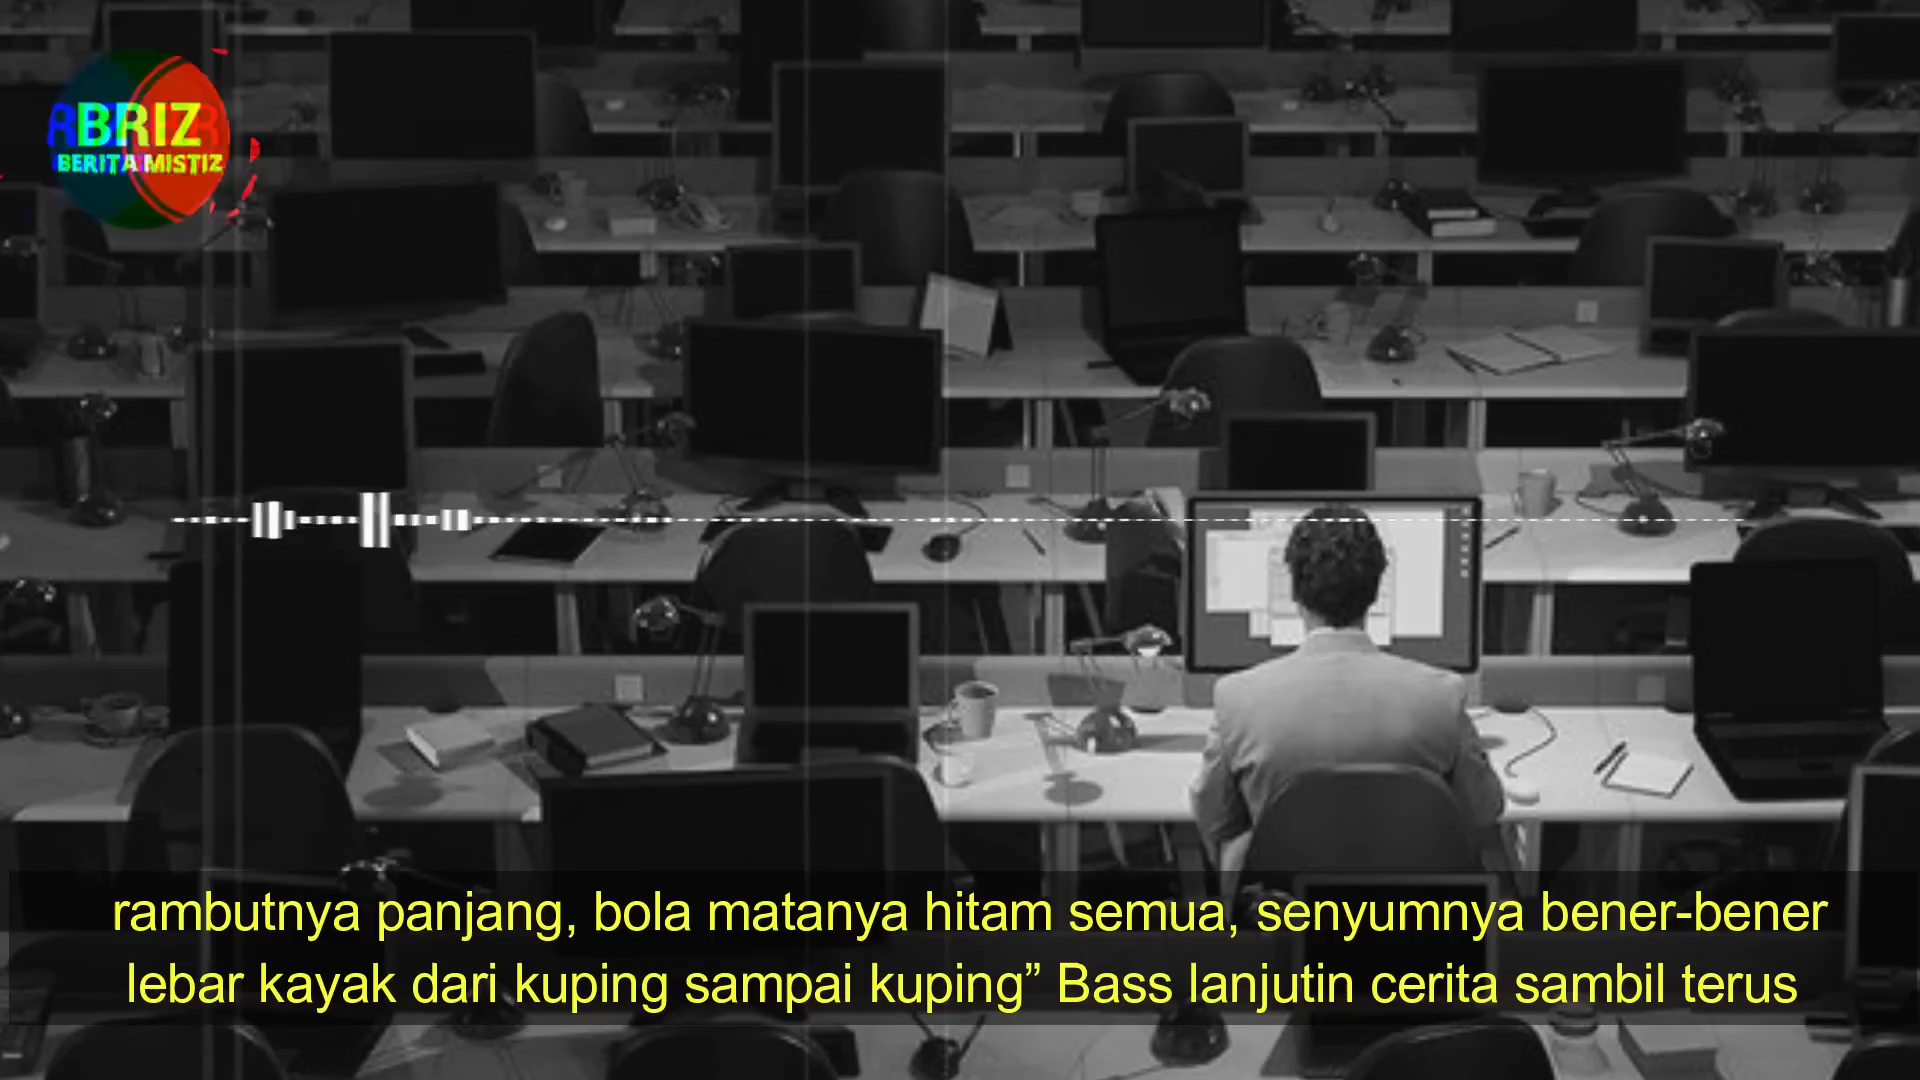 BRIZ
BERITA MISTIZ
rambutnya panjang, bola matanya hitam semua, senyumnya bener-bener
lebar kayak dari kuping sampai kuping” Bass lanjutin cerita sambil terus